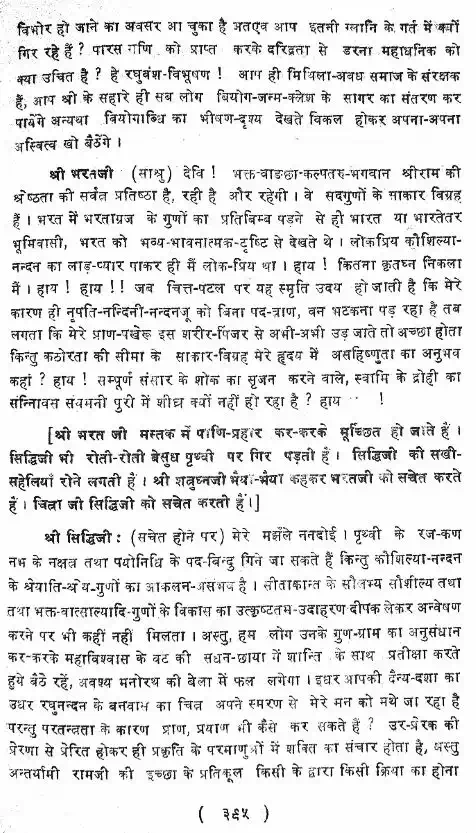 विभोर हो जाने का अवसर आ चुका है अतएव आप इतनी ग्लानि के गर्त में क्यों
गिर रहे हैं ? पारस गणि को प्राप्त करके दरिद्रता से डरना महाधनिक को
क्या उचित है ? हे रघुवंश-विभूषण ! आप ही मिथिला-अवध समाज के संरक्षक
हैं, आप श्री के सहारे ही सब लोग वियोग-जन्म-क्लेश के सागर का संतरण कर
पायेंगे अन्यथा वियोगाब्धि का भीषण-दृश्य देखते विकल होकर अपना-अपना
अस्तित्व खो बैठेंगे ।
श्री भरतजी (साश्रु) देवि ! भक्त-वाञ्छा-कल्पतरु-भगवान श्रीराम की
श्रेष्ठता की सर्वत्र प्रतिष्ठा है, रही है और रहेगी । वे सदगुणों के साकार विग्रह
हैं । भरत में भरताग्रज के गुणों का प्रतिबिम्ब पड़ने से ही भारत या भारतेतर
भूमिवासी, भरत को भव्य-भावनात्मक-दृष्टि से देखते थे । लोकप्रिय कौशिल्या-
नन्दन का लाड़-प्यार पाकर ही मैं लोक-प्रिय था । हाय ! कितना कृतघ्न निकला
मैं । हाय ! हाय !! जब चित्त-पटल पर यह स्मृति उदय हो जाती है कि मेरे
कारण ही नृपति-नन्दिनी-नन्दनजू को बिना पद-त्राण, वन भटकना पड़ रहा है तब
लगता कि मेरे प्राण-पखेरू इस शरीर-पिंजर से अभी-अभी उड़ जाते तो अच्छा होता
किन्तु कठोरता की सीमा के साकार-विग्रह मेरे हृदय में असहिष्णुता का अनुभव
कहां ? हाय ! सम्पूर्ण संसार के शोक का सृजन करने वाले, स्वामि के द्रोही का
सन्निवास संयमनी पुरी में शीघ्र क्यों नहीं हो रहा है ? हाय !
[श्री भरत जी मस्तक में पाणि-प्रहार कर-करके मूर्च्छित हो जाते हैं ।
सिद्धिजी भी रोती-रोती बेसुध पृथ्वी पर गिर पड़ती हैं । सिद्धिजी की सखी-
सहेलियाँ रोने लगती हैं । श्री शत्रुघ्नजी भैया-भैया कहकर भरतजी को सचेत करते
हैं । चित्रा जी सिद्धिजी को सचेत करती हैं।]
श्री सिद्धिजी : (सचेत होने पर) मेरे मझले ननदोई । पृथ्वी के रज-कण
नभ के नक्षत्र तथा पयोनिधि के पद-बिन्दु गिने जा सकते हैं किन्तु कौशिल्या-नन्दन
के श्रेयाति-श्रेय-गुणों का आकलन-असंभव है । सीताकान्त के सौलभ्य सौशील्य तथा
तथा भक्त-वात्सल्यादि-गुणों के विकास का उत्कृष्टतम-उदाहरण दीपक लेकर अन्वेषण
करने पर भी कहीं नहीं मिलता । अस्तु, हम लोग उनके गुण-ग्राम का अनुसंधान
कर-करके महाविश्वास के वट की सघन-छाया में शान्ति के साथ प्रतीक्षा करते
हुये बैठे रहें, अवश्य मनोरथ की बेला में फल लगेगा । इधर आपकी दैन्य-दशा का
उधर रघुनन्दन के बनवास का चित्र अपने स्मरण से मेरे मन को मथे जा रहा है
परन्तु परतन्त्रता के कारण प्राण, प्रयाण भी कैसे कर सकते हैं ? उर-प्रेरक की
प्रेरणा से प्रेरित होकर ही प्रकृति के परमाणुओं में शक्ति का संचार होता है, अस्तु
अन्तर्यामी रामजी की इच्छा के प्रतिकूल किसी के द्वारा किसी क्रिया का होना
( ३९५ )